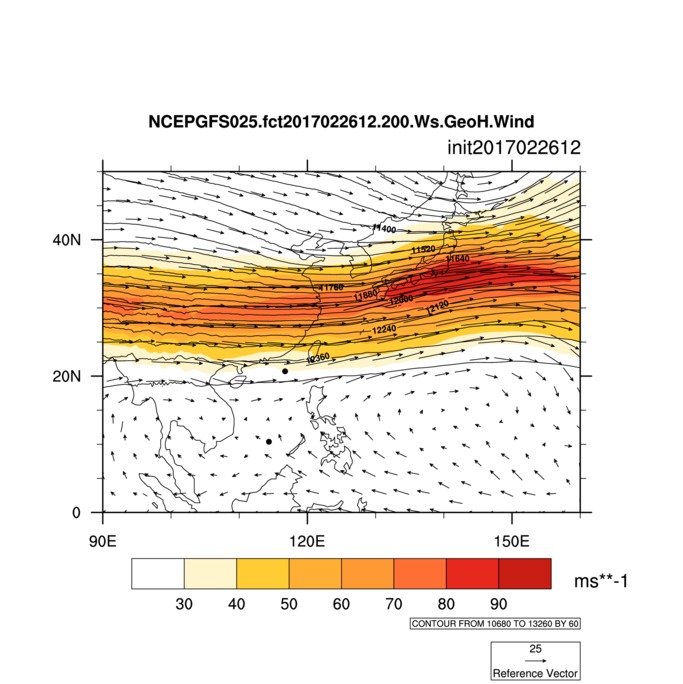 NCEPGFS025.fct2017022612.200.Ws.GeoH.Wind
init2017022612
40N
20N
0
90E 120E 150E
11400
11520
11640
11760
11880
12000
12120
12240
12360
ms**-1
30 40 50 60 70 80 90
CONTOUR FROM 10680 TO 13260 BY 60
25
Reference Vector